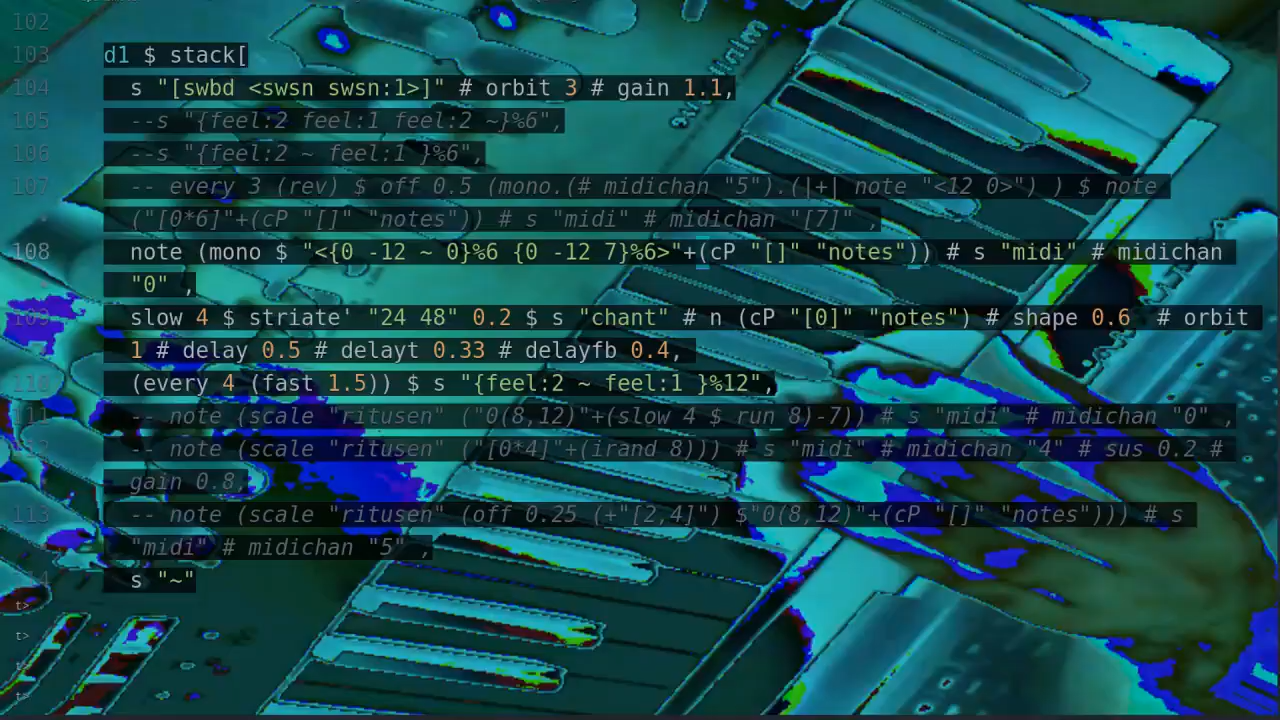 102
103 d1 $ stack[
104 s "[swbd <swsn swsn:1>]" # orbit 3 # gain 1.1,
105 --s "{feel:2 feel:1 feel:2 ~}%6",
106 --s "{feel:2 ~ feel:1 }%6",
107 -- every 3 (rev) $ off 0.5 (mono.(# midichan "5").(|+| note "<12 0>") ) $ note
("[0*6]"+(cP "[]" "notes")) # s "midi" # midichan "[7]" ,
108 note (mono $ "<{0 -12 ~ 0}%6 {0 -12 7}%6>"+(cP "[]" "notes")) # s "midi" # midichan
"0" ,
109 slow 4 $ striate' "24 48" 0.2 $ s "chant" # n (cP "[0]" "notes") # shape 0.6 # orbit
1 # delay 0.5 # delayt 0.33 # delayfb 0.4,
110 (every 4 (fast 1.5)) $ s "{feel:2 ~ feel:1 }%12",
111 -- note (scale "ritusen" ("0(8,12)"+(slow 4 $ run 8)-7)) # s "midi" # midichan "0" ,
112 -- note (scale "ritusen" ("[0*4]"+(irand 8))) # s "midi" # midichan "4" # sus 0.2 #
gain 0.8,
113 -- note (scale "ritusen" (off 0.25 (+"[2,4]") $"0(8,12)"+(cP "[]" "notes"))) # s
"midi" # midichan "5" ,
s "~"
t>
t>
t>
t>